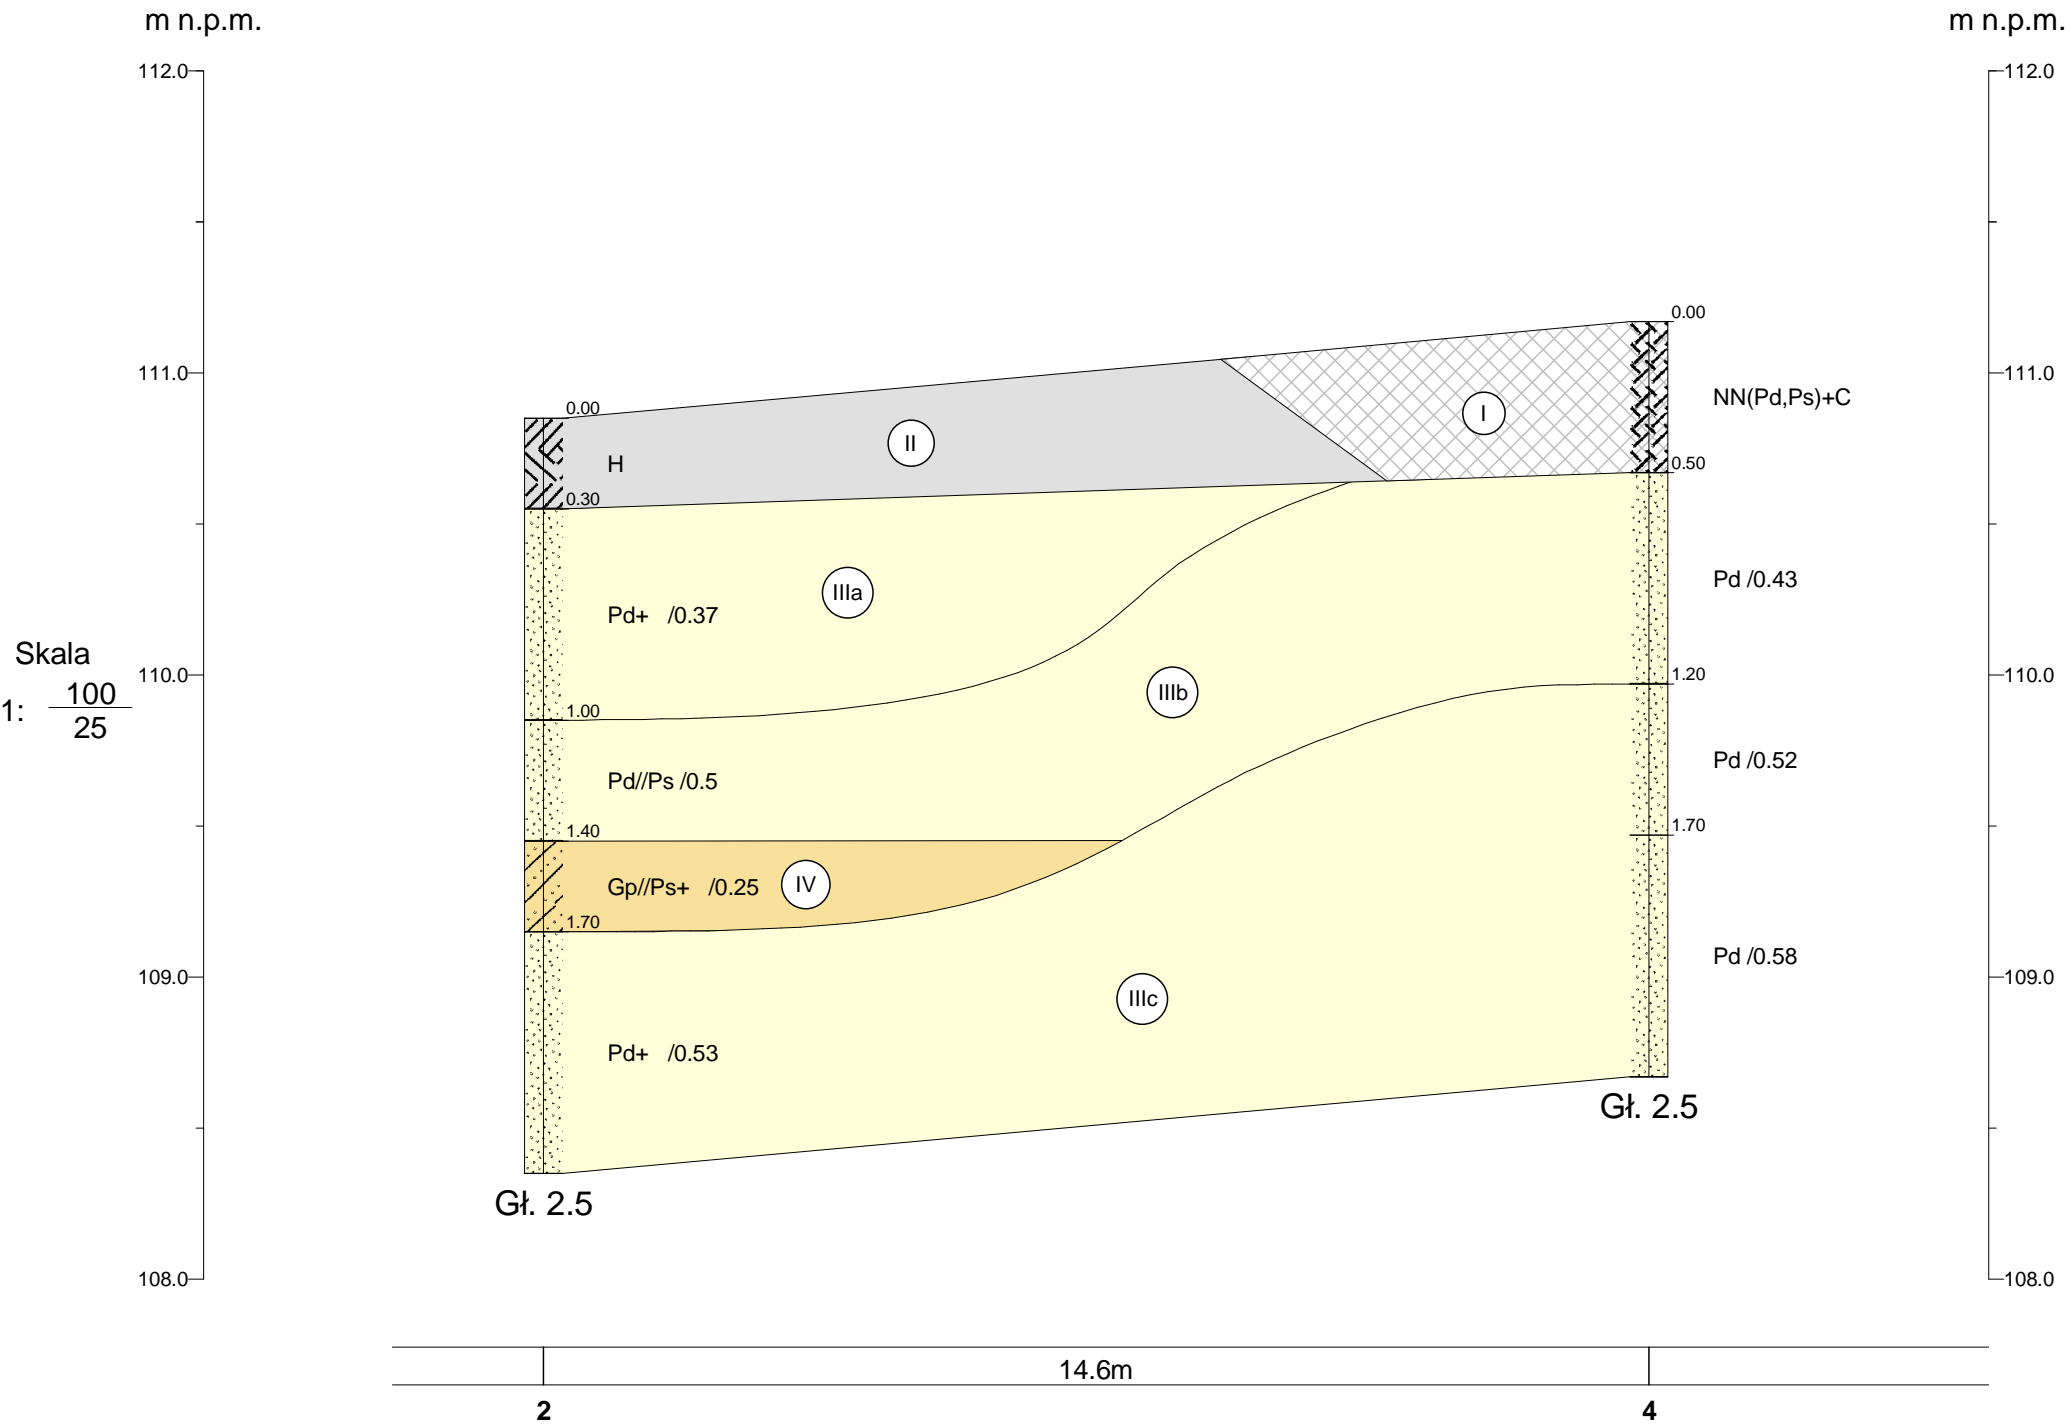 m n.p.m. m n.p.m.
112.0 112.0
0.00
111.0 I NN(Pd,Ps)+C 111.0
0.00
II
H 0.50
0.30
IIIa Pd /0.43
Pd+ /0.37
Skala
1: 100
25
110.0 IIIb 1.20 110.0
1.00
Pd//Ps /0.5 Pd /0.52
1.40 1.70
Gp//Ps+ /0.25 IV
1.70
Pd /0.58
109.0 IIIc 109.0
Pd+ /0.53
Gł. 2.5
Gł. 2.5
108.0 108.0
14.6m
2 4